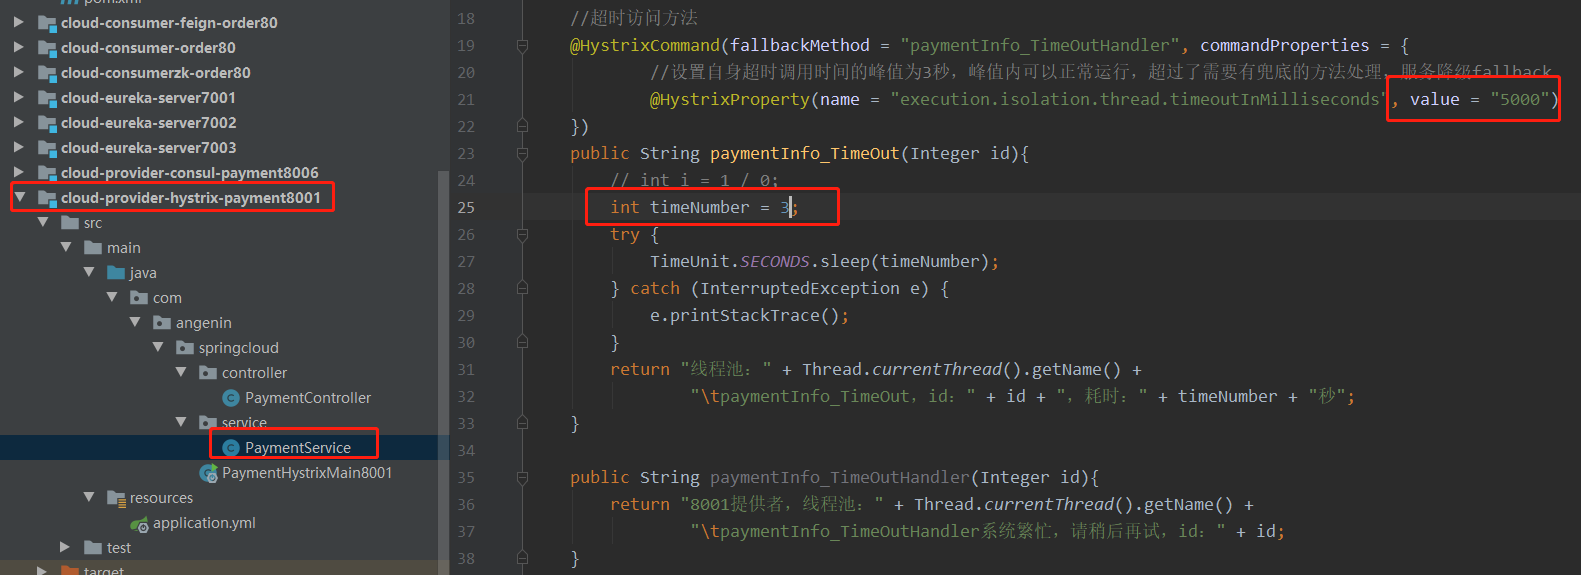 pom.xml
cloud-consumer-feign-order80
cloud-consumer-order80
cloud-consumerzk-order80
cloud-eureka-server7001
cloud-eureka-server7002
cloud-eureka-server7003
cloud-provider-consul-payment8006
cloud-provider-hystrix-payment8001
src
main
java
com
angenin
springcloud
controller
PaymentController
service
PaymentService
PaymentHystrixMain8001
resources
application.yml
test
target
18 //超时访问方法
19 @HystrixCommand(fallbackMethod = "paymentInfo_TimeOutHandler", commandProperties = {
20 //设置自身超时调用时间的峰值为3秒，峰值内可以正常运行，超过了需要有兜底的方法处理，服务降级fallback
21 @HystrixProperty(name = "execution.isolation.thread.timeoutInMilliseconds", value = "5000")
22 })
23 public String paymentInfo_TimeOut(Integer id){
24 // int i = 1 / 0;
25 int timeNumber = 3;
26 try {
27 TimeUnit.SECONDS.sleep(timeNumber);
28 } catch (InterruptedException e) {
29 e.printStackTrace();
30 }
31 return "线程池：" + Thread.currentThread().getName() +
32 "\tpaymentInfo_TimeOut，id：" + id + "，耗时：" + timeNumber + "秒";
33 }
34
35 public String paymentInfo_TimeOutHandler(Integer id){
36 return "8001提供者，线程池：" + Thread.currentThread().getName() +
37 "\tpaymentInfo_TimeOutHandler系统繁忙，请稍后再试，id：" + id;
38 }